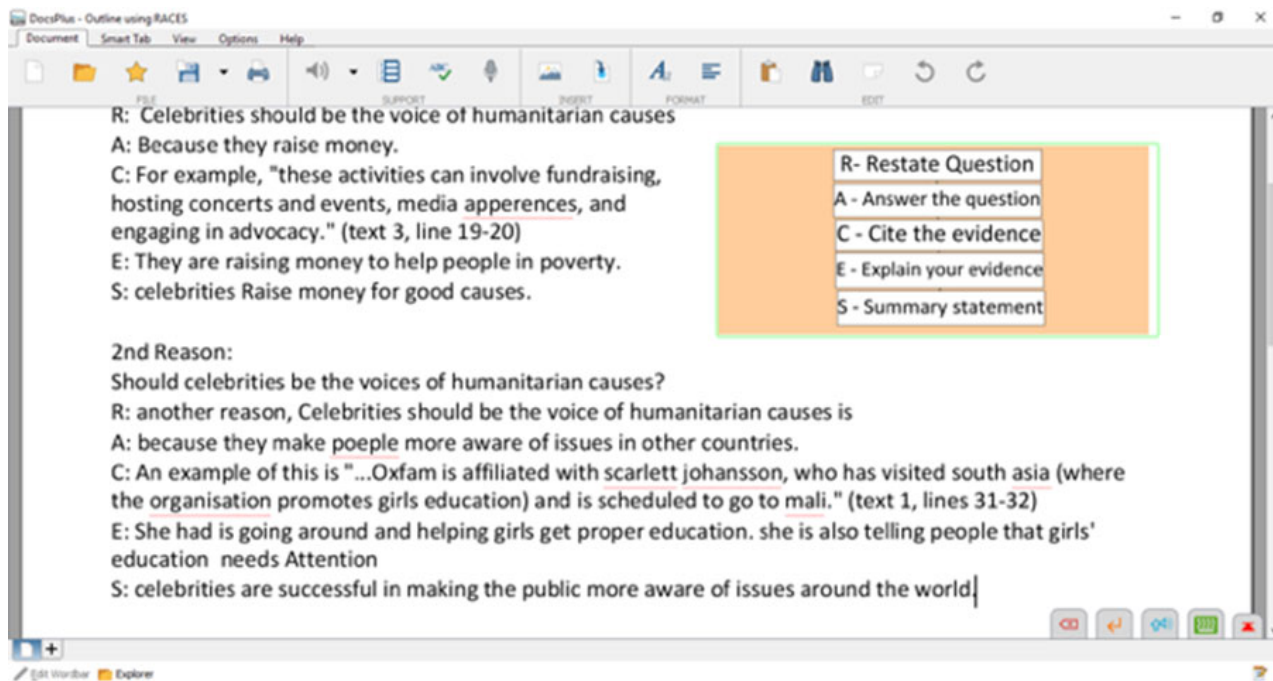 DocsPlus - Outline using RACES
Document Smart Tab View Options Help
FILE SUPPORT INSERT FORMAT EDIT
R: Celebrities should be the voice of humanitarian causes
A: Because they raise money.
C: For example, "these activities can involve fundraising,
hosting concerts and events, media apperences, and
engaging in advocacy." (text 3, line 19-20)
E: They are raising money to help people in poverty.
S: celebrities Raise money for good causes.
R- Restate Question
A - Answer the question
C - Cite the evidence
E - Explain your evidence
S - Summary statement
2nd Reason:
Should celebrities be the voices of humanitarian causes?
R: another reason, Celebrities should be the voice of humanitarian causes is
A: because they make poeple more aware of issues in other countries.
C: An example of this is "...Oxfam is affiliated with scarlett johansson, who has visited south asia (where
the organisation promotes girls education) and is scheduled to go to mali." (text 1, lines 31-32)
E: She had is going around and helping girls get proper education. she is also telling people that girls'
education  needs Attention
S: celebrities are successful in making the public more aware of issues around the world.
Edit Wordbar Explorer